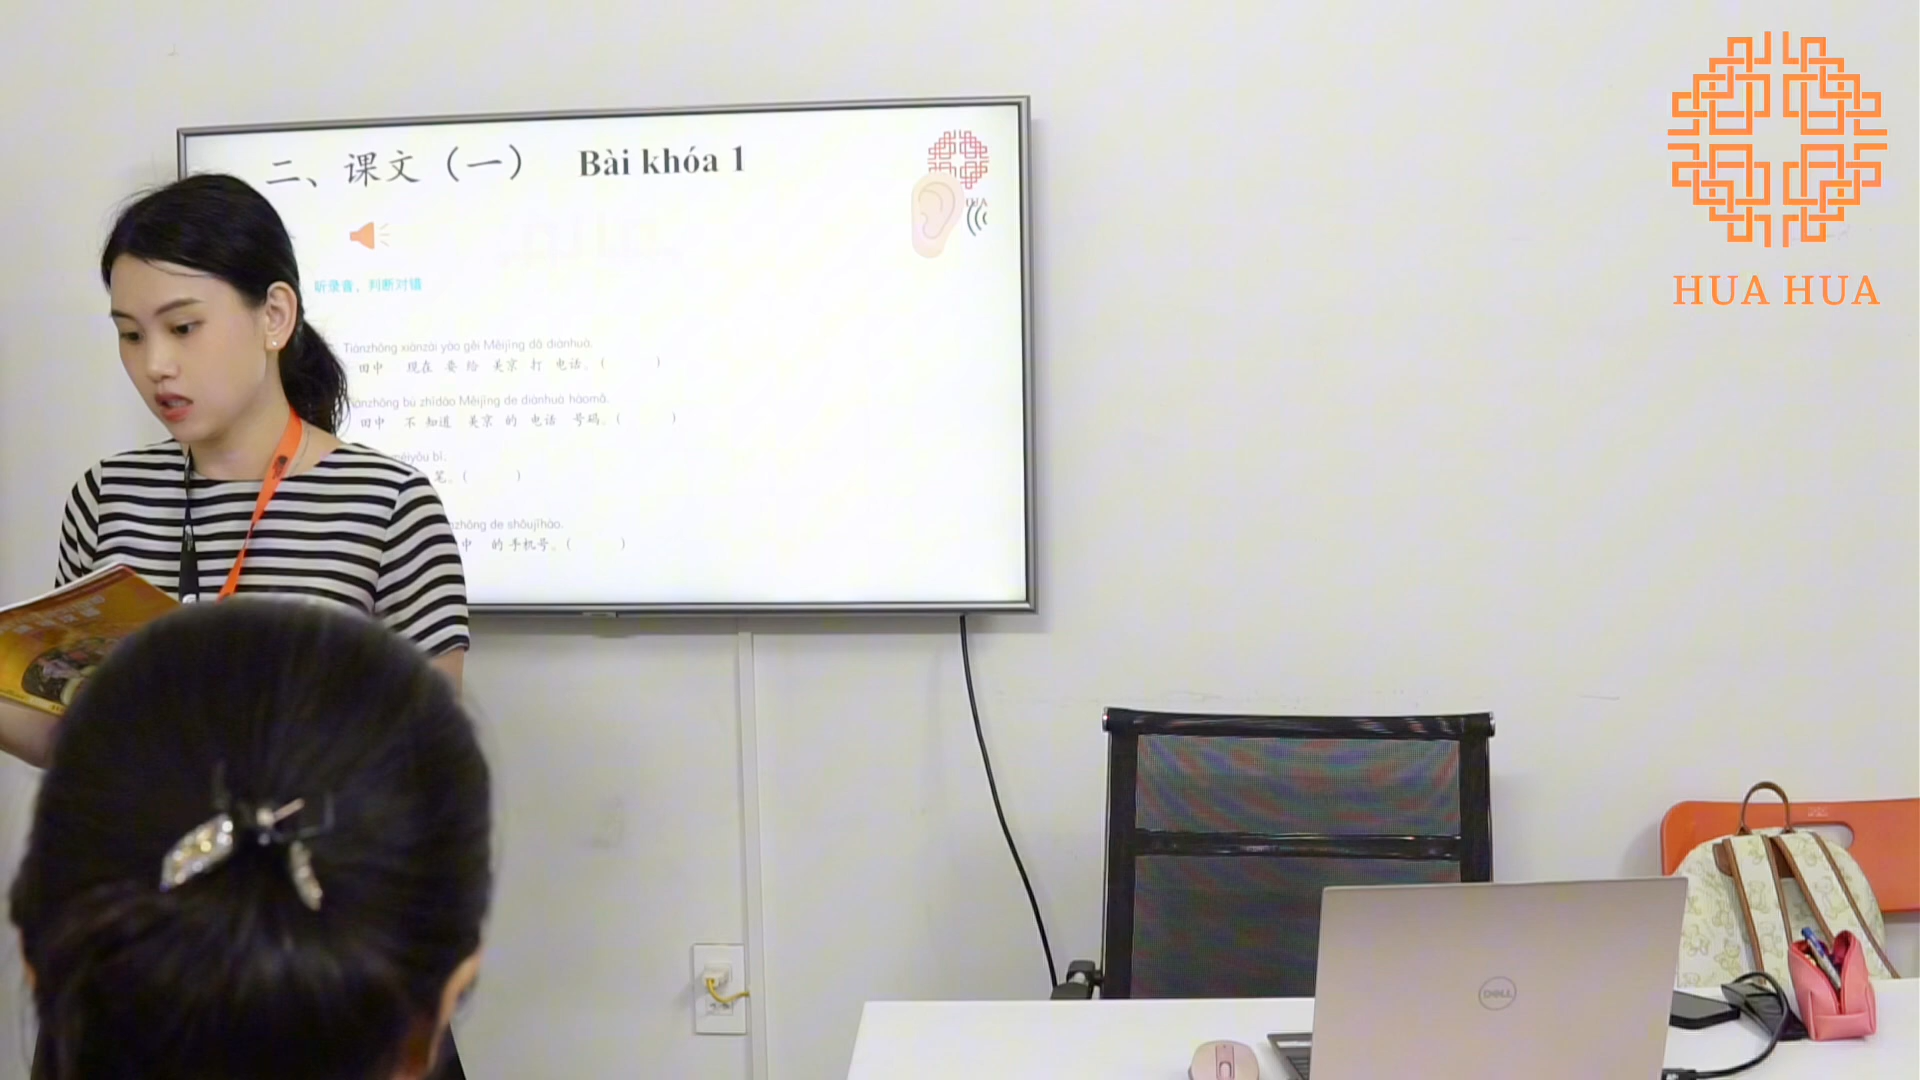 二、课文（一） Bài khóa 1
听录音，判断对错
Tiánzhōng xiànzài yào gěi Měijīng dǎ diànhuà.
田中 现在 要 给 美京 打 电话。（ ）
Tiánzhōng bù zhīdào Měijīng de diànhuà hàomǎ.
田中 不 知道 美京 的 电话 号码。（ ）
méiyǒu bǐ.
笔。（ ）
de shǒujīhào.
中 的 手机号。（ ）
HUA HUA
DELL